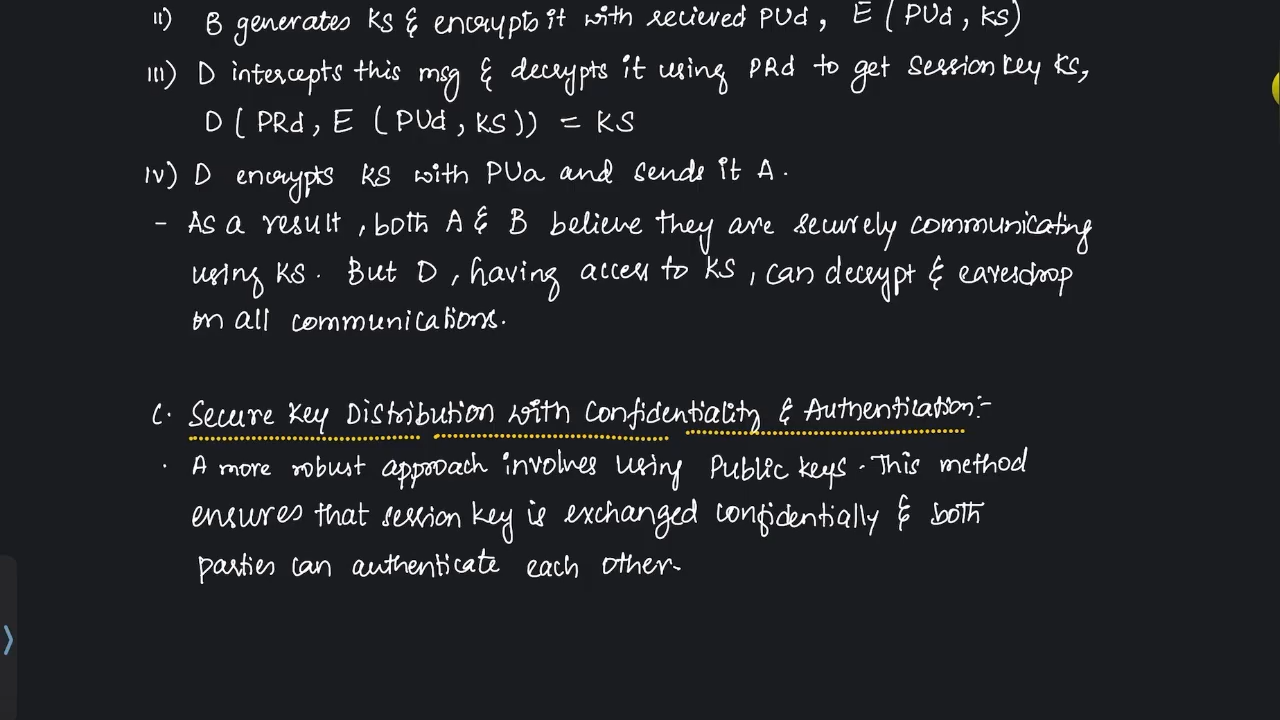 ii) B generates KS & encrypts it with recieved PUd, E ( PUd, KS)
iii) D intercepts this msg & decrypts it using PRd to get session key KS,
D ( PRd, E ( PUd, KS)) = KS
iv) D encrypts KS with PUa and sends it A.
- As a result, both A & B believe they are securely communicating
using KS. But D, having access to KS, can decrypt & eavesdrop
on all communications.
C. Secure Key Distribution with Confidentiality & Authentication:-
· A more robust approach involves using Public keys. This method
ensures that session key is exchanged confidentially & both
parties can authenticate each other.